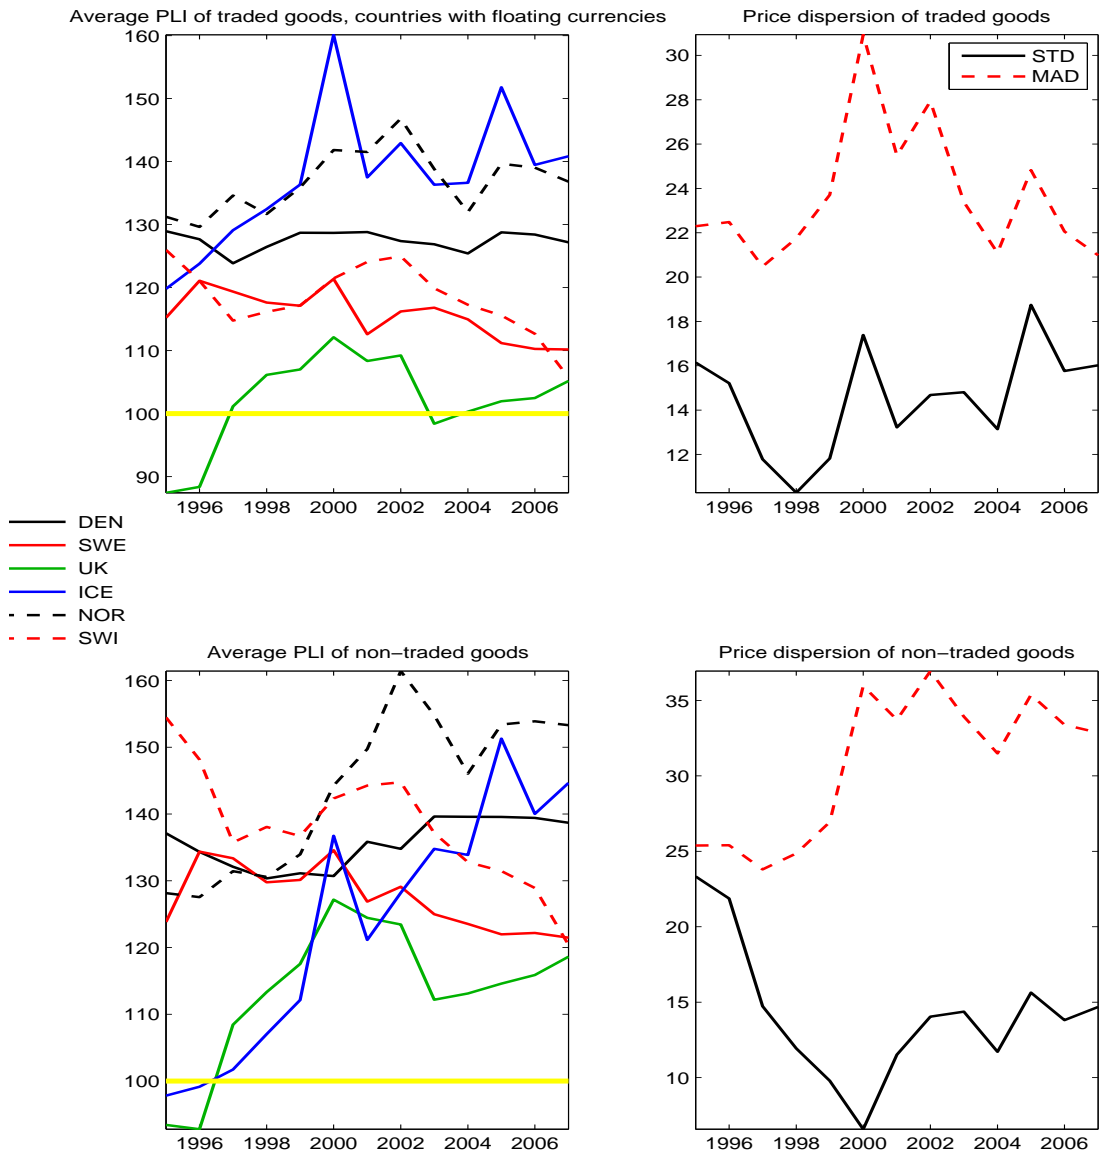 Average PLI of traded goods, countries with floating currencies
160
150
140
130
120
110
100
90
1996 1998 2000 2002 2004 2006
Price dispersion of traded goods
STD
MAD
30
28
26
24
22
20
18
16
14
12
1996 1998 2000 2002 2004 2006
DEN
SWE
UK
ICE
NOR
SWI
Average PLI of non−traded goods
160
150
140
130
120
110
100
1996 1998 2000 2002 2004 2006
Price dispersion of non−traded goods
35
30
25
20
15
10
1996 1998 2000 2002 2004 2006